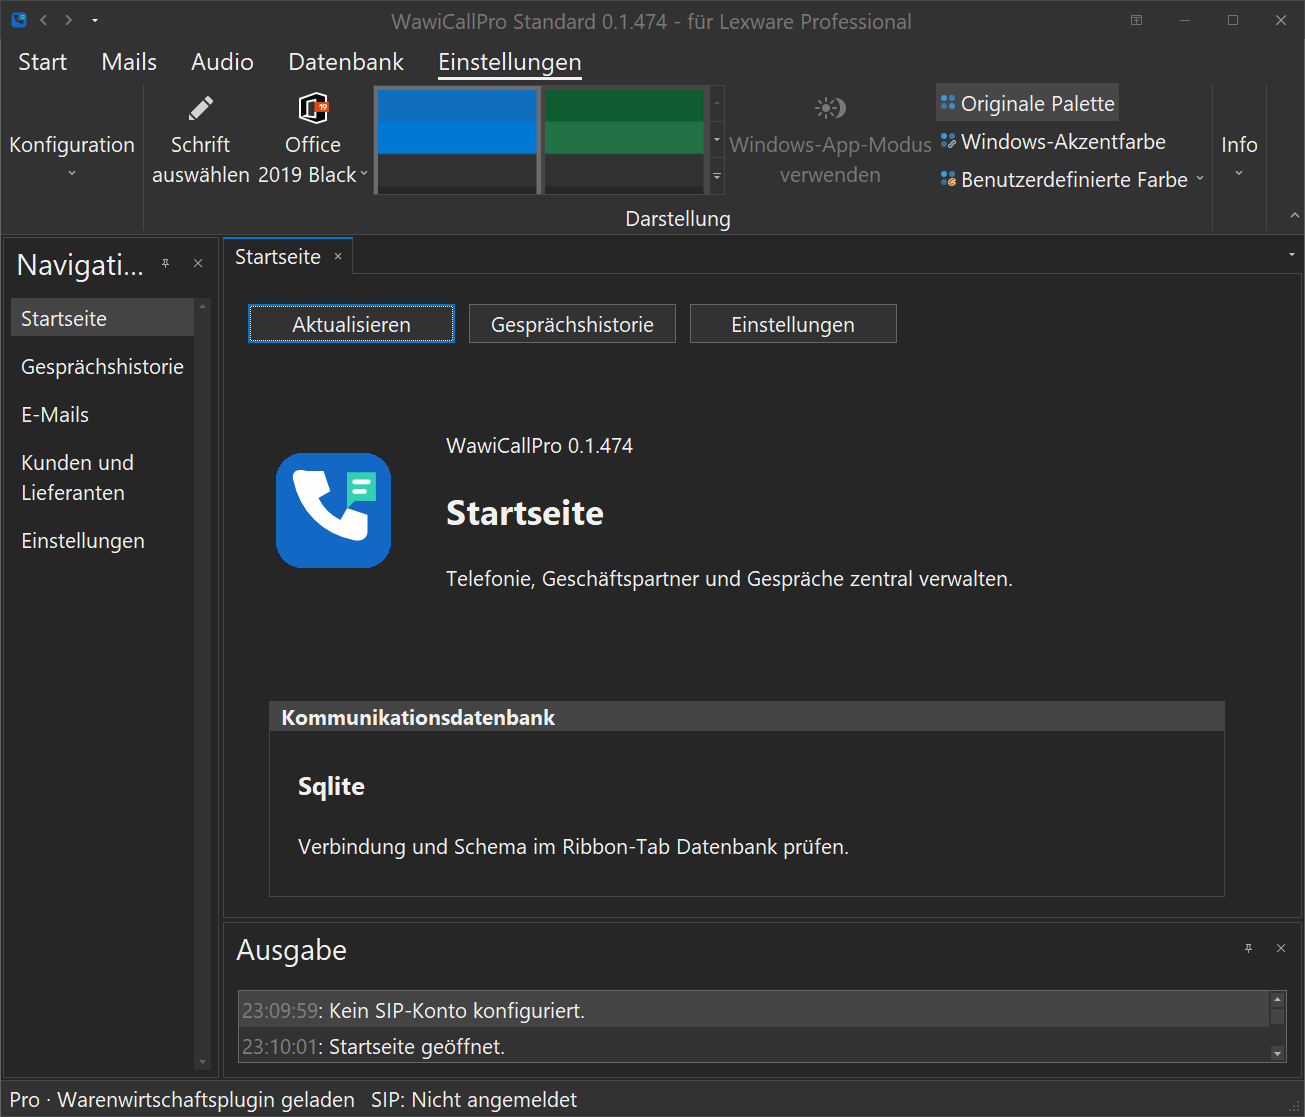 WawiCallPro Standard 0.1.474 - für Lexware Professional
Start Mails Audio Datenbank Einstellungen
Konfiguration
Schrift
auswählen
19
Office
2019 Black
Windows-App-Modus
verwenden
Originale Palette
Windows-Akzentfarbe
Benutzerdefinierte Farbe
Info
Darstellung
Navigati...
Startseite
Gesprächshistorie
E-Mails
Kunden und
Lieferanten
Einstellungen
Startseite
Aktualisieren Gesprächshistorie Einstellungen
WawiCallPro 0.1.474
Startseite
Telefonie, Geschäftspartner und Gespräche zentral verwalten.
Kommunikationsdatenbank
Sqlite
Verbindung und Schema im Ribbon-Tab Datenbank prüfen.
Ausgabe
23:09:59: Kein SIP-Konto konfiguriert.
23:10:01: Startseite geöffnet.
Pro · Warenwirtschaftsplugin geladen SIP: Nicht angemeldet